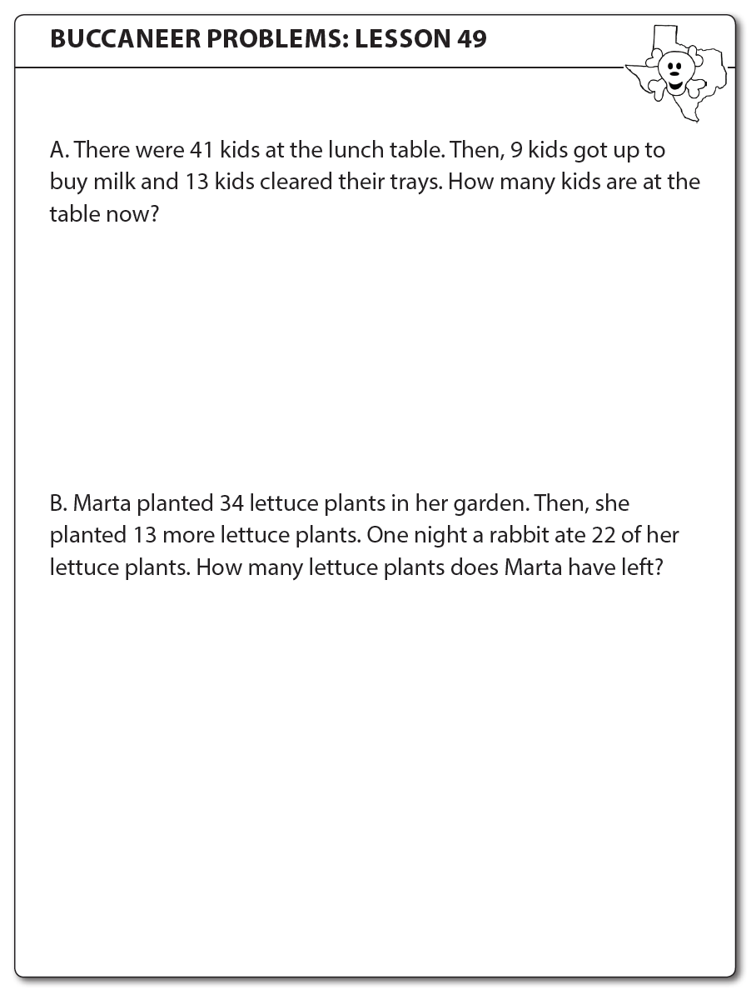 BUCCANEER PROBLEMS: LESSON 49
A. There were 41 kids at the lunch table. Then, 9 kids got up to
buy milk and 13 kids cleared their trays. How many kids are at the
table now?
B. Marta planted 34 lettuce plants in her garden. Then, she
planted 13 more lettuce plants. One night a rabbit ate 22 of her
lettuce plants. How many lettuce plants does Marta have left?